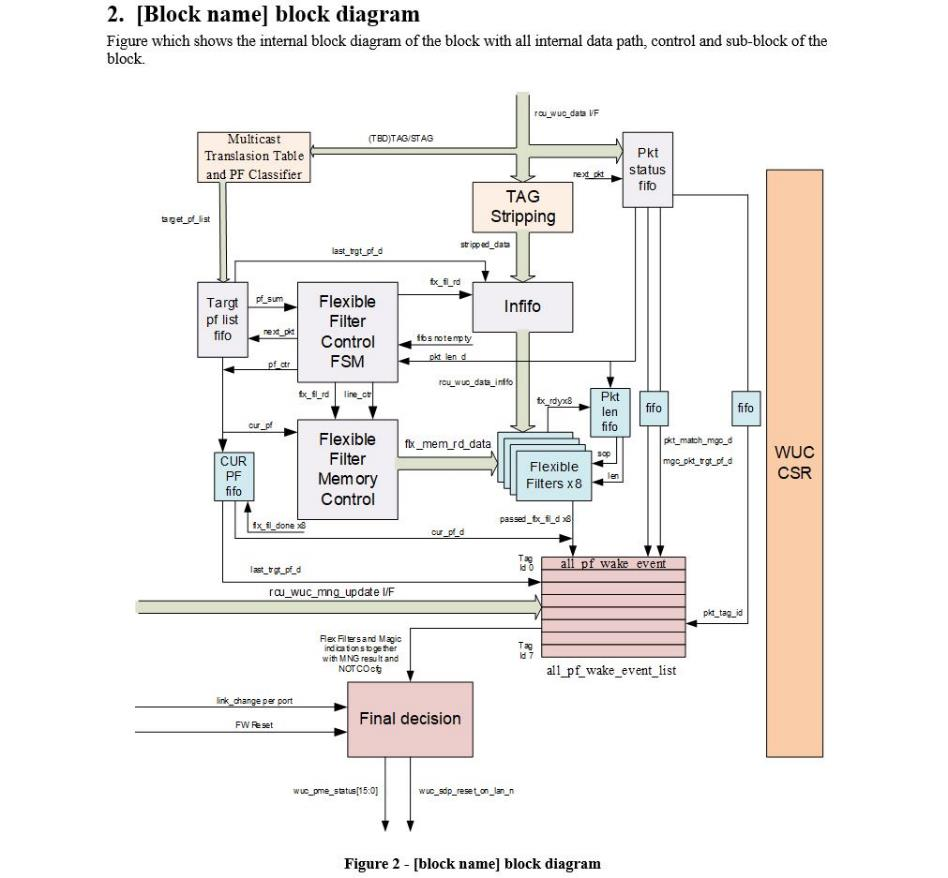 2. [Block name] block diagram
Figure which shows the internal block diagram of the block with all internal data path, control and sub-block of the
block.
rcu_wuc_data I/F
Multicast
Translasion Table
and PF Classifier
(TBD)TAG/STAG
Pkt
status
fifo
next_pkt
TAG
Stripping
target_pf_list
stripped_data
last_trgt_pf_d
flx_fil_rd
Targt
pf list
fifo
pf_sum
next_pkt
pf_ctr
Flexible
Filter
Control
FSM
Infifo
fifos not empty
pkt len d
rcu_wuc_data_infifo
flx_fil_rd
line_ctr
flx_rdyx8
Pkt
len
fifo
fifo
fifo
cur_pf
Flexible
Filter
Memory
Control
flx_mem_rd_data
sop
len
pkt_match_mgc_d
mgc_pkt_trgt_pf_d
WUC
CSR
CUR
PF
fifo
Flexible
Filters x 8
flx_fil_done x8
passed_flx_fil_d x8
cur_pf_d
last_trgt_pf_d
Tag
Id 0
all_pf_wake_event
rcu_wuc_mng_update I/F
pkt_tag_id
Flex Filters and Magic
indications together
with MNG result and
NOTCOcfg
Tag
Id 7
all_pf_wake_event_list
link_change per port
Final decision
FW Reset
wuc_pme_status[15:0]
wuc_sdp_reset_on_lan_n
Figure 2 - [block name] block diagram